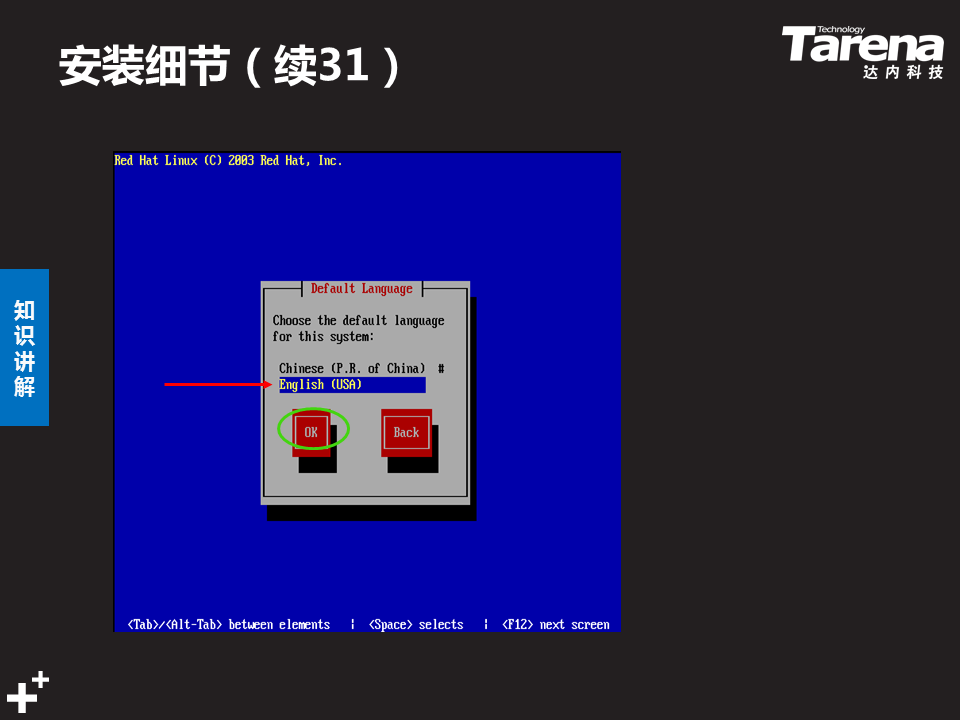 安装细节（续31）
Technology
Tarena
达内科技
知识讲解
Red Hat Linux (C) 2003 Red Hat, Inc.
Default Language
Choose the default language
for this system:
Chinese (P.R. of China) #
English (USA)
OK Back
<Tab>/<Alt-Tab> between elements | <Space> selects | <F12> next screen